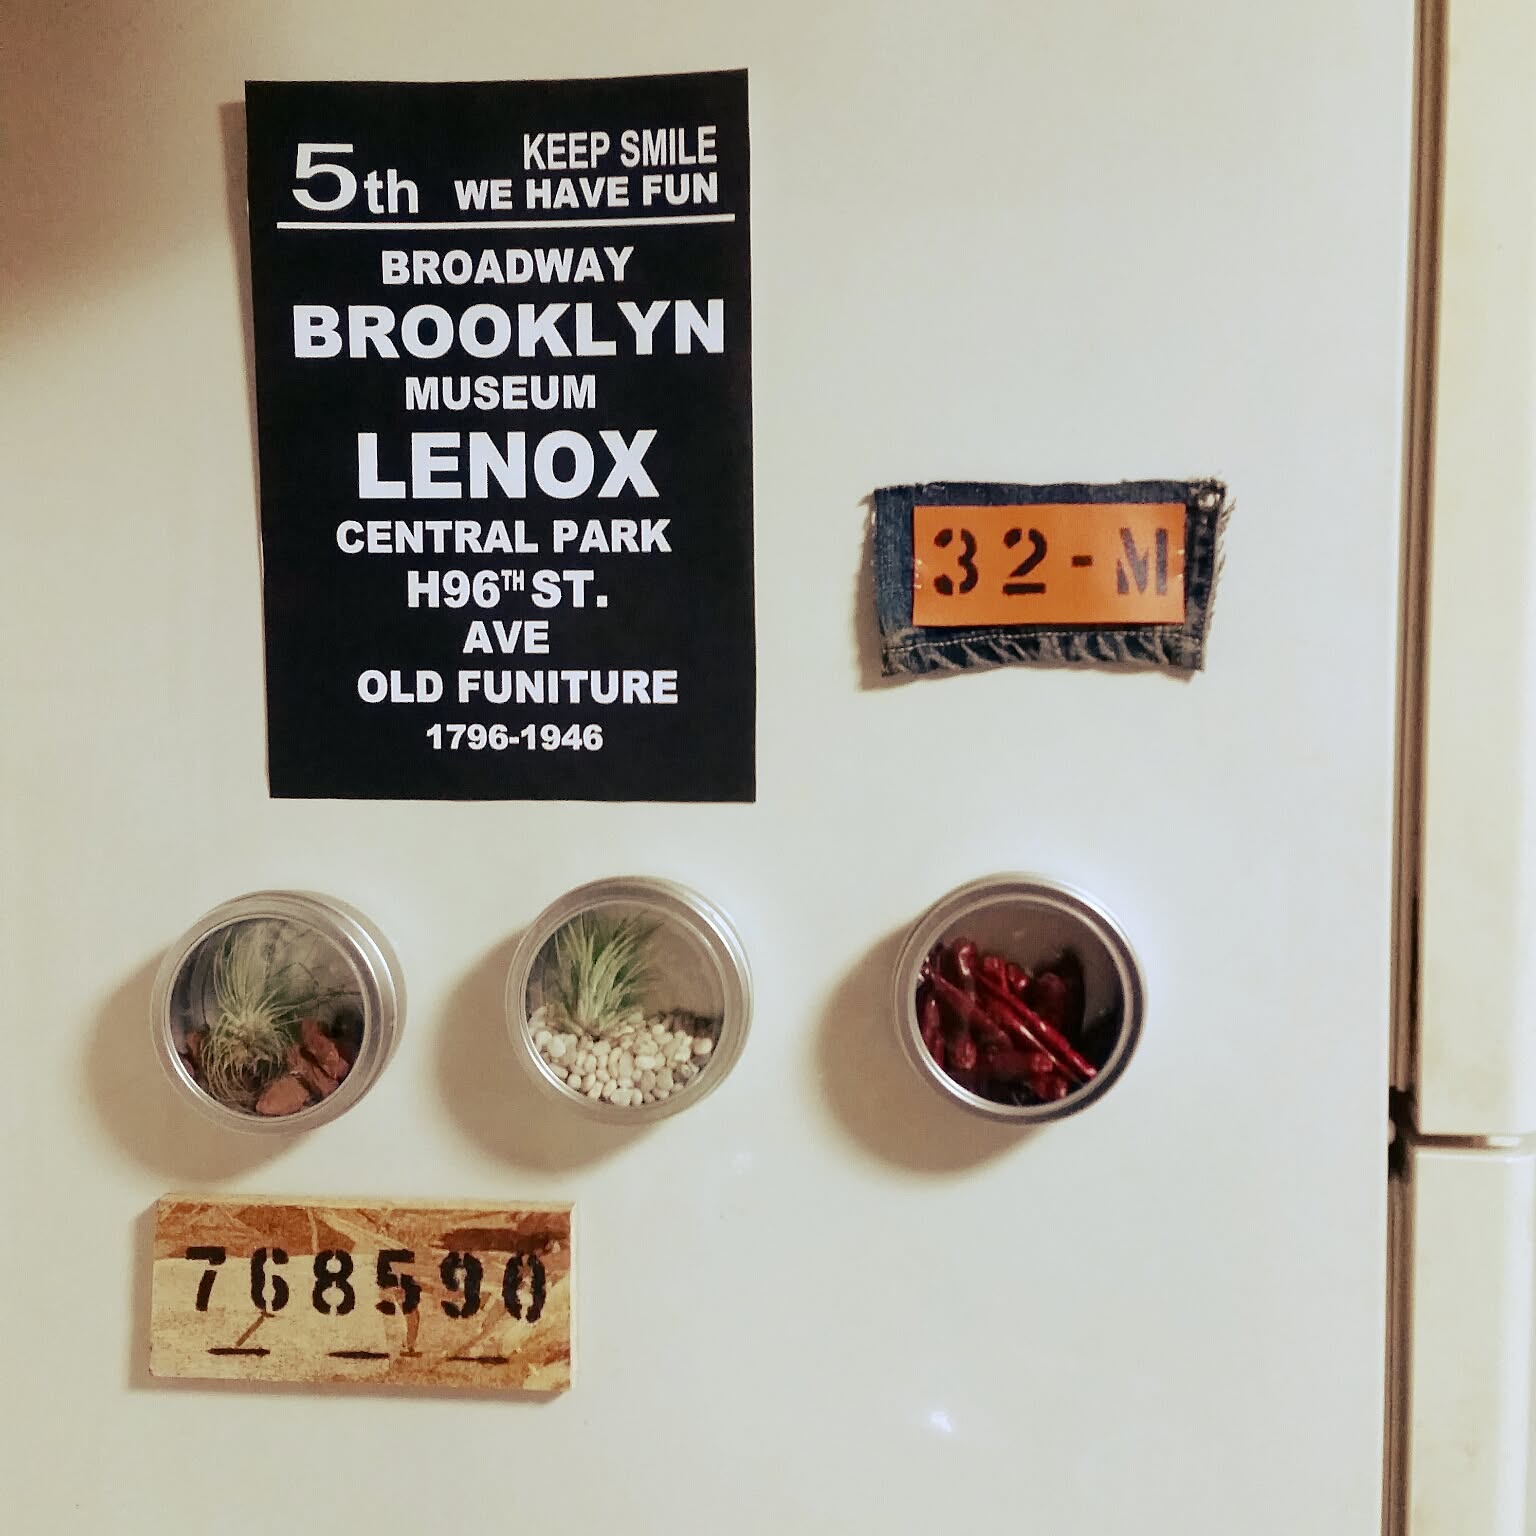 5th
KEEP SMILE
WE HAVE FUN
BROADWAY
BROOKLYN
MUSEUM
LENOX
CENTRAL PARK
H96TH ST.
AVE
OLD FUNITURE
1796-1946
32-M
768590